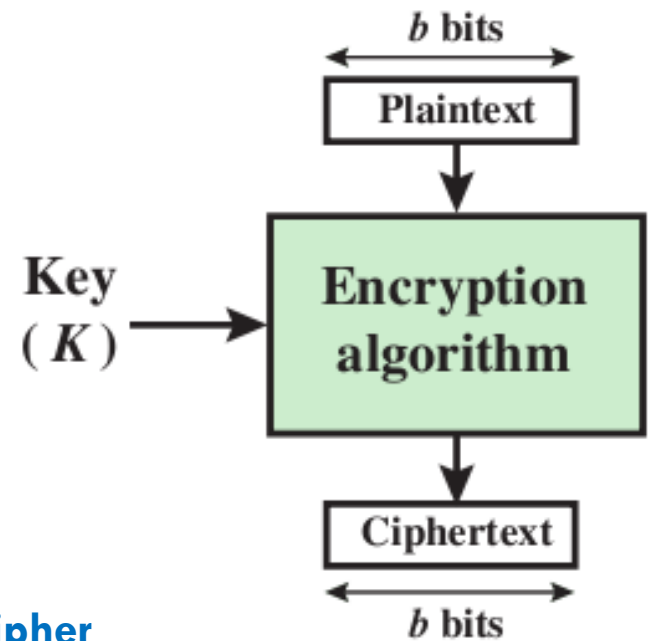 b bits
Plaintext
Key
( K )
Encryption
algorithm
Ciphertext
b bits